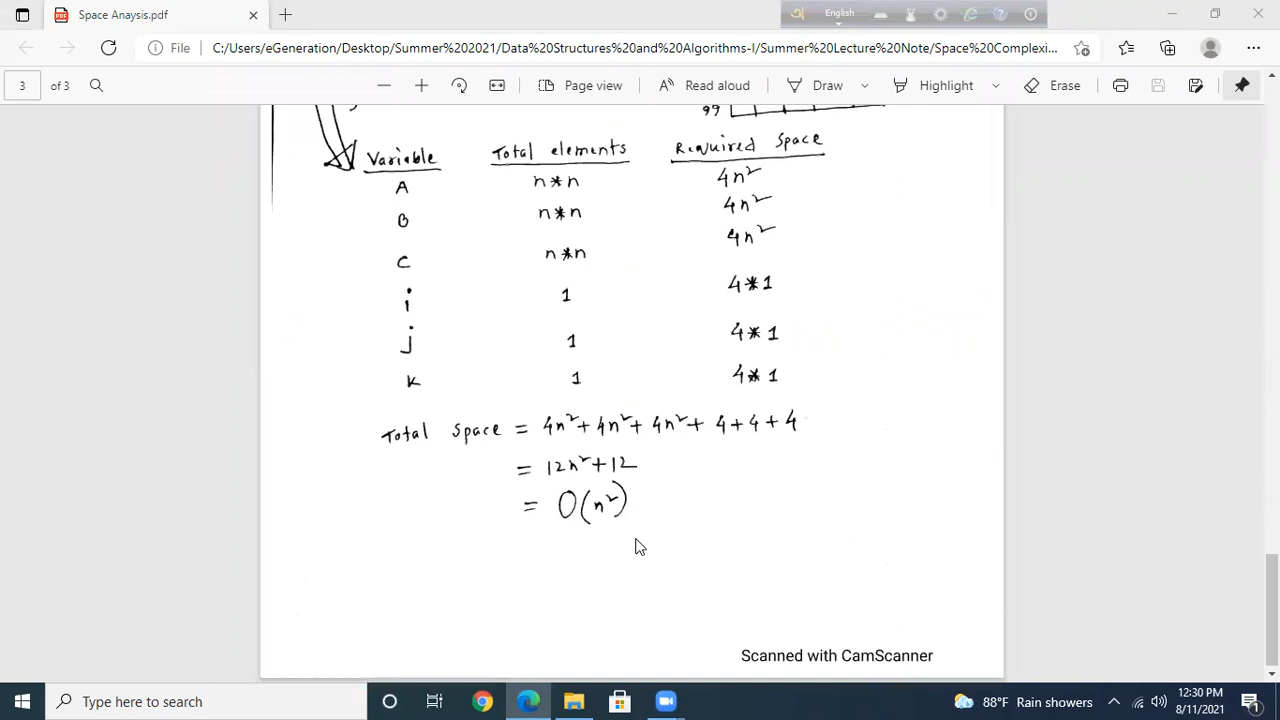 Space Anaysis.pdf
English
File
C:/Users/eGeneration/Desktop/Summer%202021/Data%20Structures%20and%20Algorithms-I/Summer%20Lecture%20Note/Space%20Complexi...
3 of 3
Page view
Read aloud
Draw
Highlight
Erase
99
Variable Total elements Required Space
A n*n 4n²
B n*n 4n²
C n*n 4n²
i 1 4*1
j 1 4*1
k 1 4*1
Total Space = 4n²+4n²+4n²+ 4+4+4
= 12n²+12
= O(n²)
Scanned with CamScanner
Type here to search
88°F Rain showers
12:30 PM
8/11/2021
1